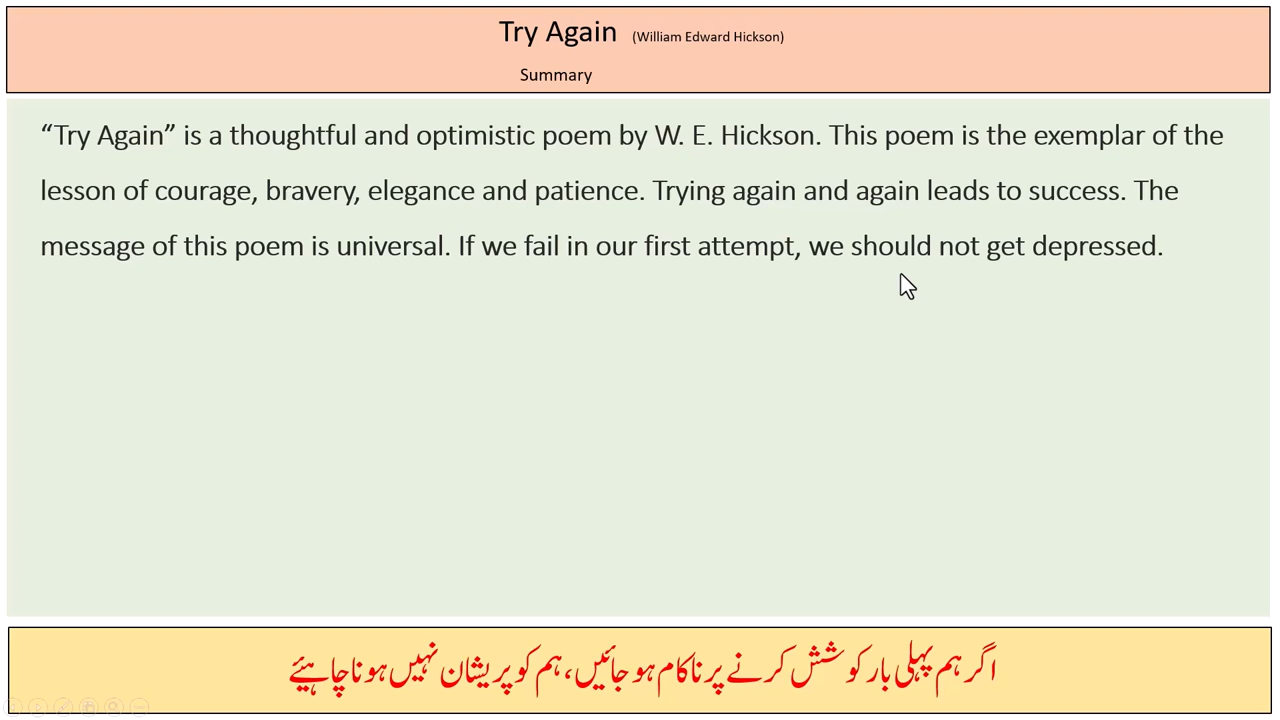 Try Again (William Edward Hickson)
Summary
“Try Again” is a thoughtful and optimistic poem by W. E. Hickson. This poem is the exemplar of the
lesson of courage, bravery, elegance and patience. Trying again and again leads to success. The
message of this poem is universal. If we fail in our first attempt, we should not get depressed.
اگر ہم پہلی بار کوشش کرنے پر ناکام ہو جائیں، ہم کو پریشان نہیں ہونا چاہیئے